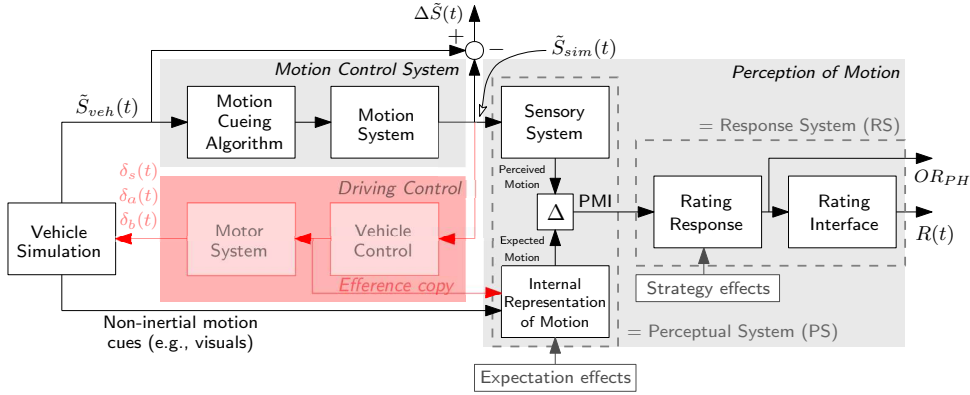 ΔS̃(t)
+
−
S̃sim(t)
Motion Control System
Perception of Motion
S̃veh(t)
Motion
Cueing
Algorithm
Motion
System
Sensory
System
= Response System (RS)
δs(t)
δa(t)
δb(t)
Driving Control
Perceived
Motion
Δ
PMI
Rating
Response
Rating
Interface
ORPH
R(t)
Vehicle
Simulation
Motor
System
Vehicle
Control
Expected
Motion
Efference copy
Internal
Representation
of Motion
Strategy effects
Non-inertial motion
cues (e.g., visuals)
= Perceptual System (PS)
Expectation effects